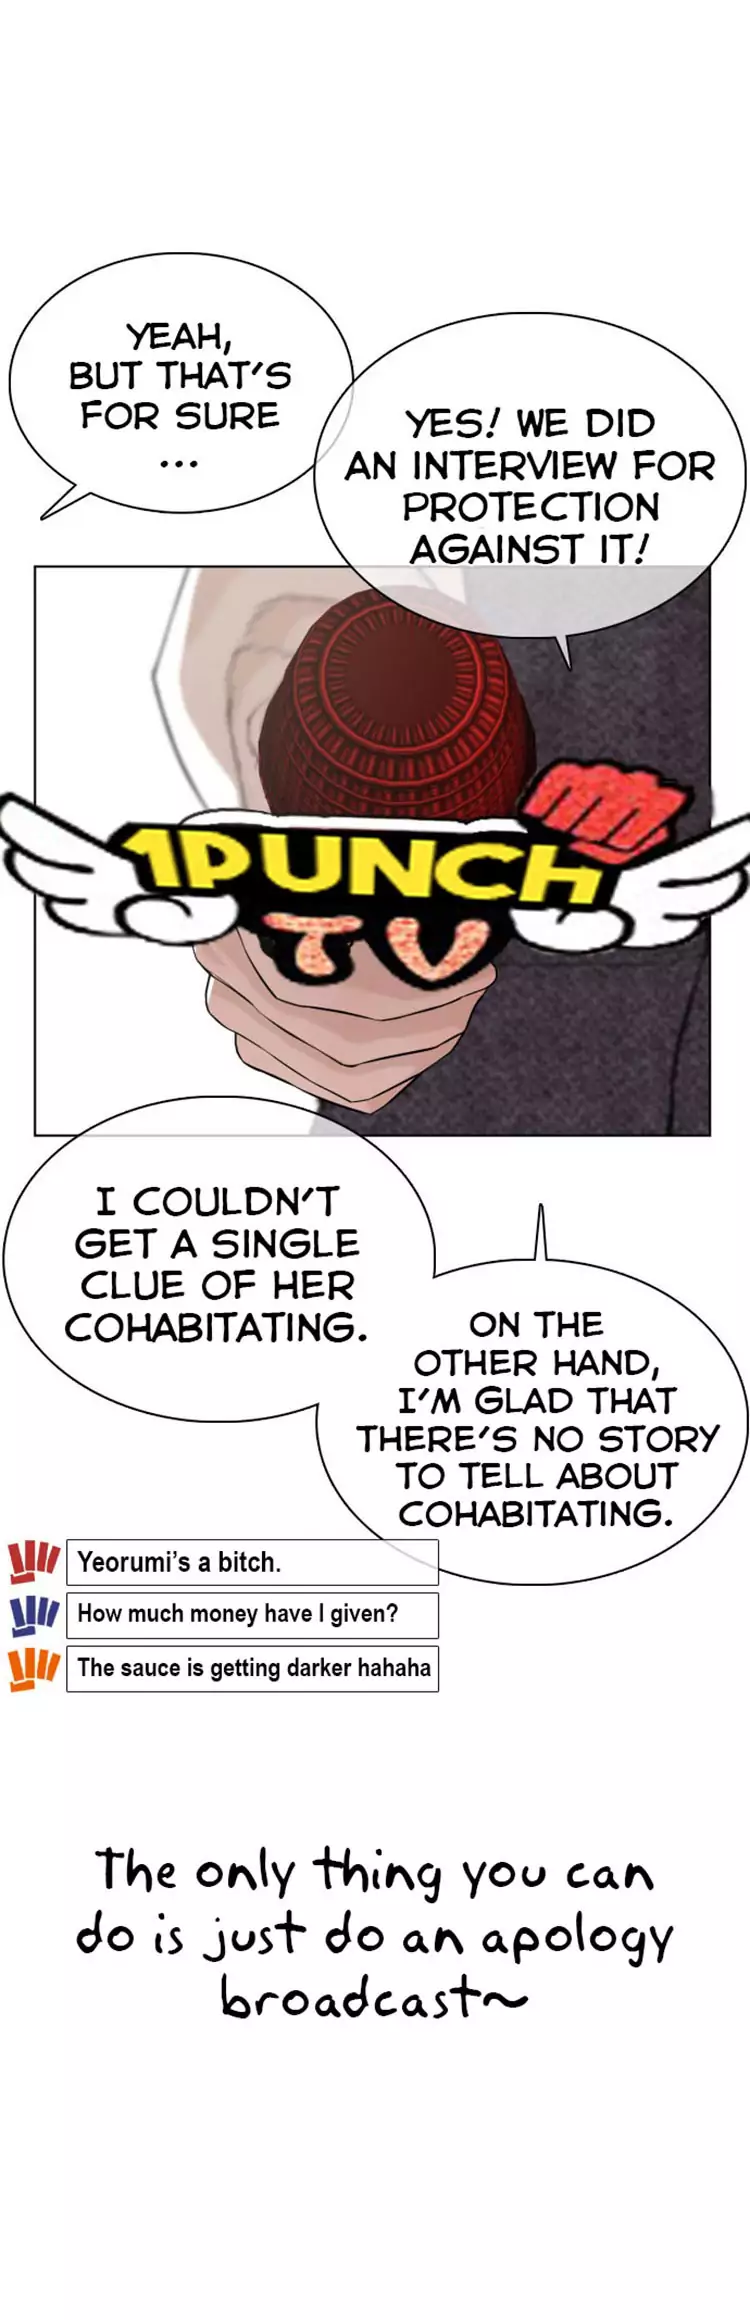 YEAH,
BUT THAT'S
FOR SURE
...
YES! WE DID
AN INTERVIEW FOR
PROTECTION
AGAINST IT!
1PUNCH
TV
I COULDN'T
GET A SINGLE
CLUE OF HER
COHABITATING.
ON THE
OTHER HAND,
I'M GLAD THAT
THERE'S NO STORY
TO TELL ABOUT
COHABITATING.
Yeorumi's a bitch.
How much money have I given?
The sauce is getting darker hahaha
The only thing you can
do is just do an apology
broadcast~